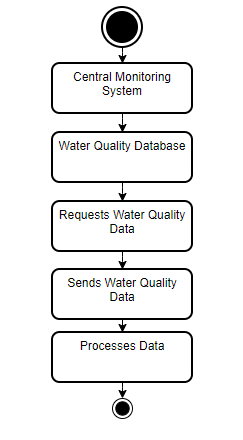 Central Monitoring
System
Water Quality Database
Requests Water Quality
Data
Sends Water Quality
Data
Processes Data